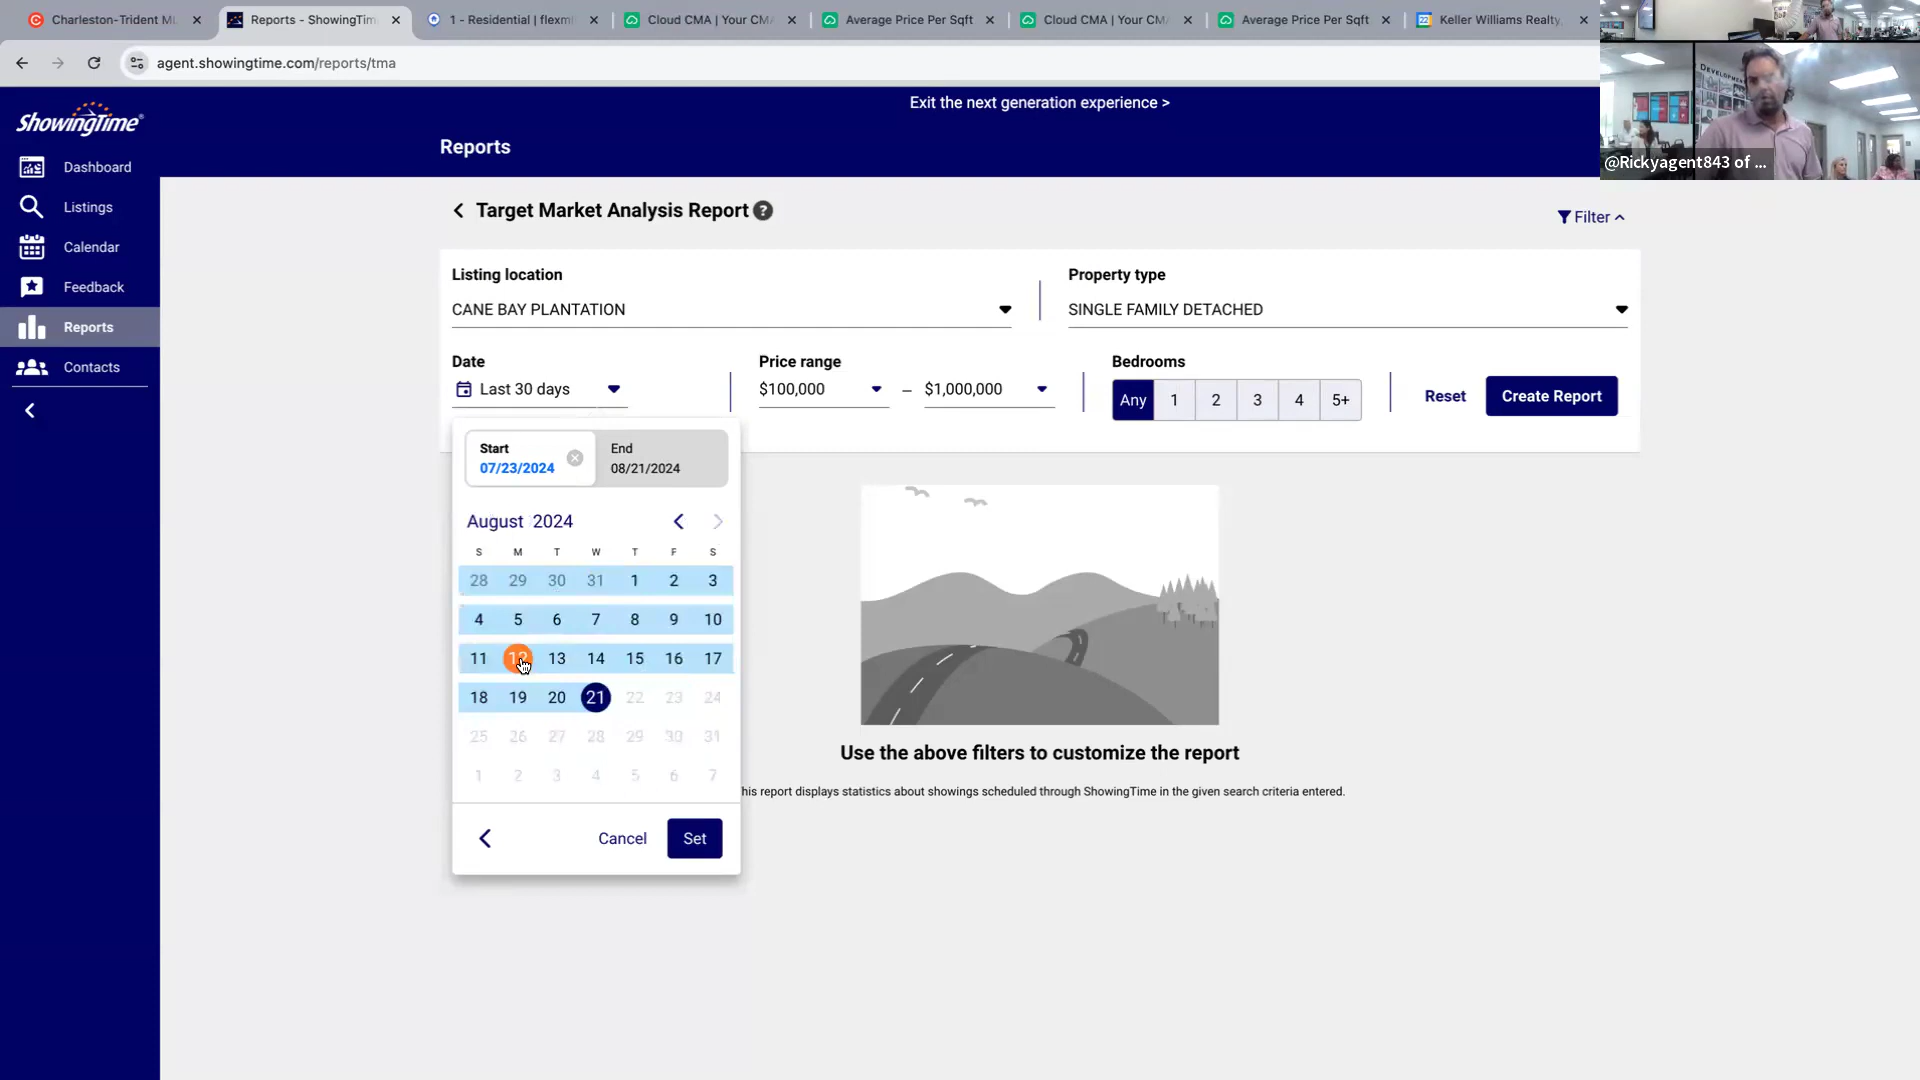 Charleston-Trident M
Reports - ShowingTim
1 - Residential | flexml
Cloud CMA | Your CMA
Average Price Per Sqft
Cloud CMA | Your CM
Average Price Per Sqft
Keller Williams Realty,
agent.showingtime.com/reports/tma
Exit the next generation experience >
ShowingTime®
Reports
DEVELOPMENT
@Rickyagent843 of ...
Dashboard
Listings
Calendar
Feedback
Reports
Contacts
Target Market Analysis Report ?
Filter
Listing location
Property type
CANE BAY PLANTATION
SINGLE FAMILY DETACHED
Date
Price range
Bedrooms
Last 30 days
$100,000 – $1,000,000
Any 1 2 3 4 5+
Reset
Create Report
Start
End
07/23/2024
08/21/2024
August 2024
S M T W T F S
28 29 30 31 1 2 3
4 5 6 7 8 9 10
11 12 13 14 15 16 17
18 19 20 21 22 23 24
25 26 27 28 29 30 31
1 2 3 4 5 6 7
Cancel
Set
Use the above filters to customize the report
his report displays statistics about showings scheduled through ShowingTime in the given search criteria entered.